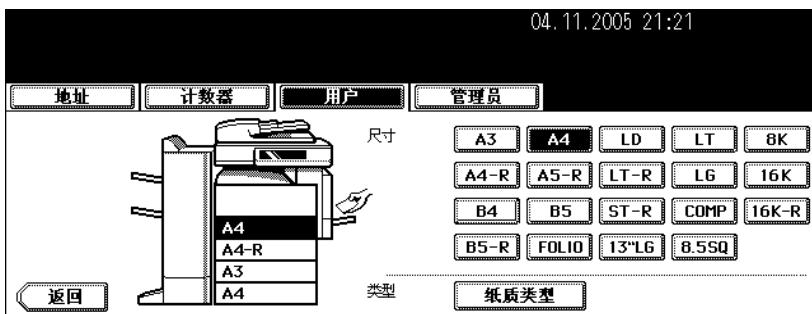 04.11.2005 21:21
地址 计数器 用户 管理员
尺寸
A3 A4 LD LT 8K
A4-R A5-R LT-R LG 16K
B4 B5 ST-R COMP 16K-R
B5-R FOLIO 13"LG 8.5SQ
A4
A4-R
A3
A4
类型 纸质类型
返回